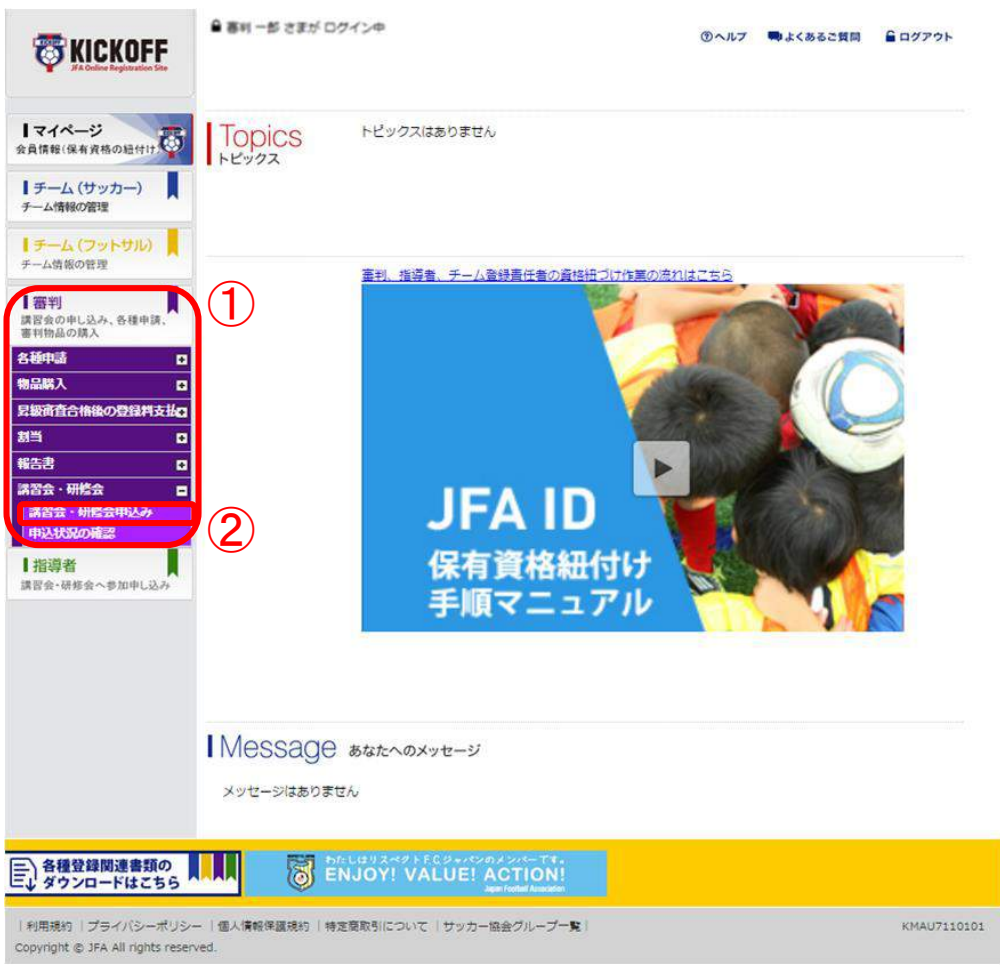 審判 一郎 さまが ログイン中
ヘルプ
よくあるご質問
ログアウト
KICKOFF
JFA Online Registration Site
マイページ
会員情報(保有資格の紐付け)
チーム(サッカー)
チーム情報の管理
チーム(フットサル)
チーム情報の管理
審判
講習会の申し込み、各種申請、
審判物品の購入
①
各種申請
物品購入
昇級審査合格後の登録料支払
割当
報告書
講習会・研修会
講習会・研修会申込み
申込状況の確認
②
指導者
講習会・研修会へ参加申し込み
Topics
トピックス
トピックスはありません
審判、指導者、チーム登録責任者の資格紐づけ作業の流れはこちら
JFA ID
保有資格紐付け
手順マニュアル
Message あなたへのメッセージ
メッセージはありません
各種登録関連書類の
ダウンロードはこちら
わたしはリスペクトF.C.ジャパンのメンバーです。
ENJOY! VALUE! ACTION!
Japan Football Association
|利用規約 |プライバシーポリシー |個人情報保護規約 |特定商取引について |サッカー協会グループ一覧|
KMAU7110101
Copyright © JFA All rights reserved.